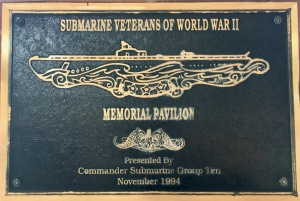 SUBMARINE VETERANS OF WORLD WAR II
MEMORIAL PAVILION
Presented By
Commander Submarine Group Ten
November 1994